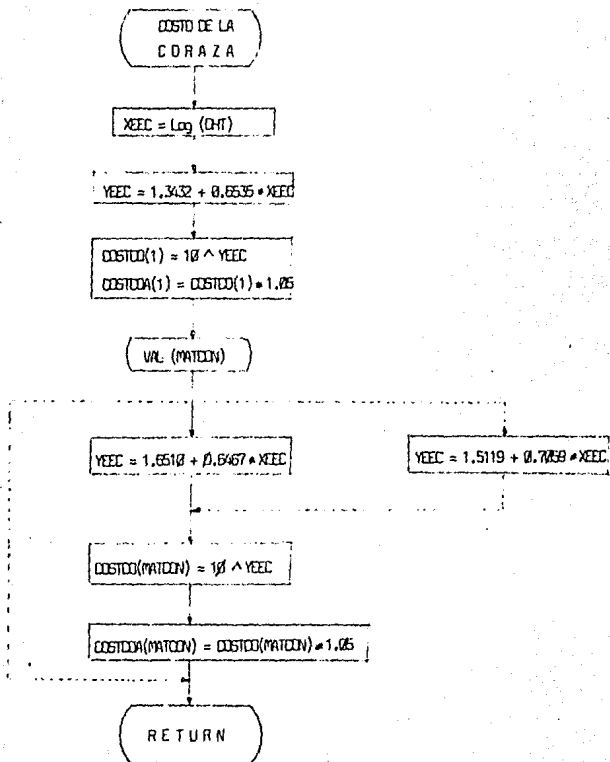 COSTO DE LA
CORAZA
XEEC = Log (CHT)
YEEC = 1.3432 + 0.6535 * XEEC
COSTCO(1) = 10 ^ YEEC
COSTCOA(1) = COSTCO(1) * 1.05
VAL (MATCON)
YEEC = 1.6510 + 0.6467 * XEEC
YEEC = 1.5119 + 0.7059 * XEEC
COSTCO(MATCON) = 10 ^ YEEC
COSTCOA(MATCON) = COSTCO(MATCON) * 1.05
RETURN